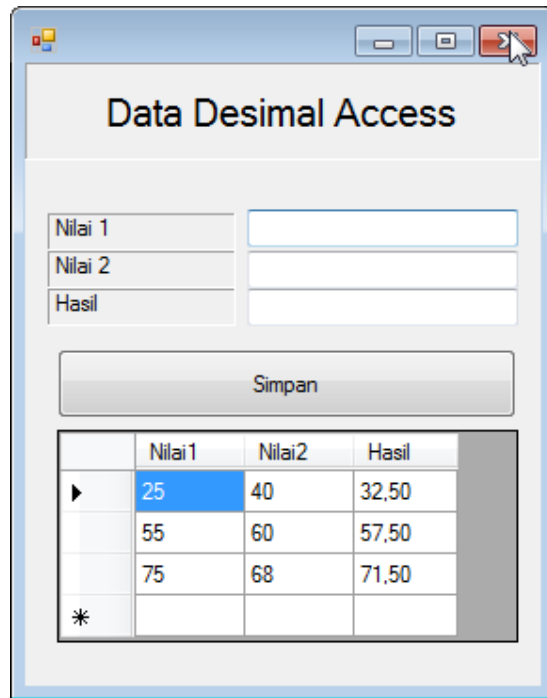 Data Desimal Access
Nilai 1
Nilai 2
Hasil
Simpan
Nilai1 Nilai2 Hasil
25 40 32,50
55 60 57,50
75 68 71,50